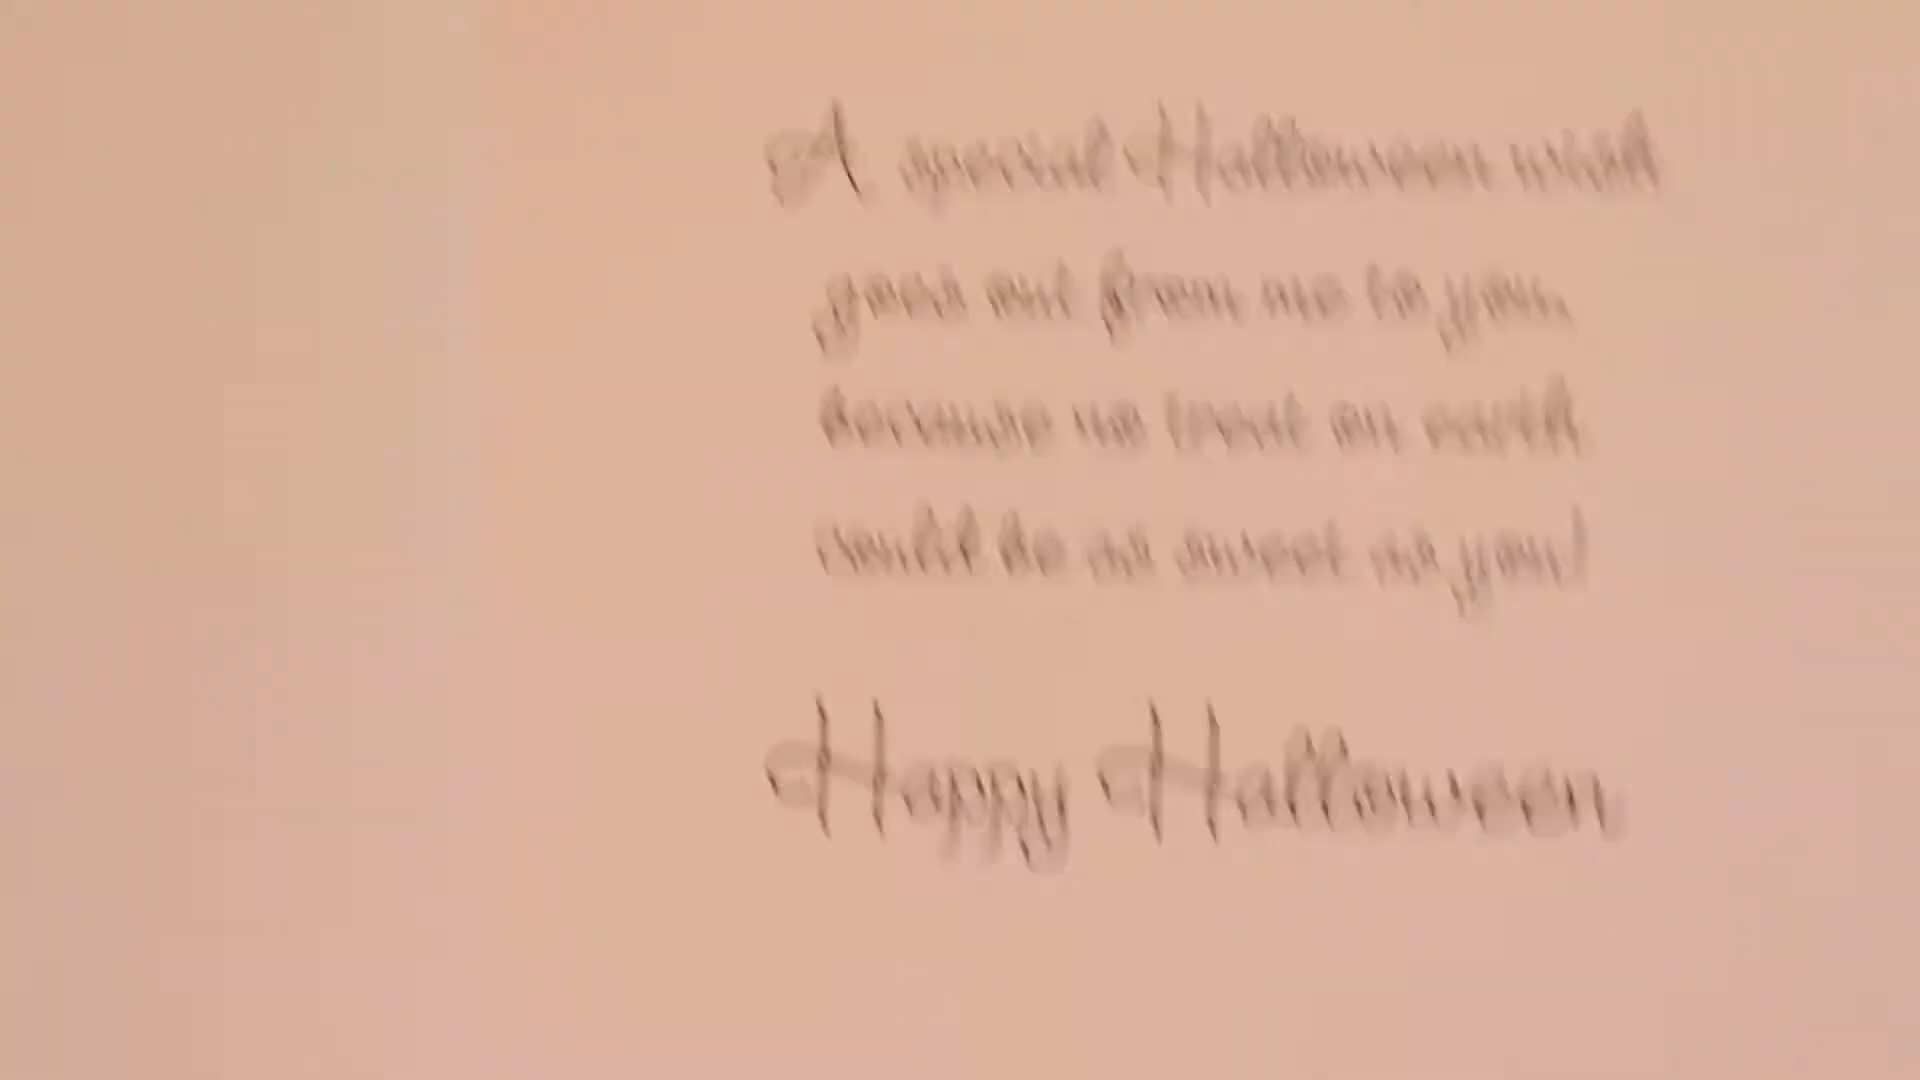 A special Halloween wish
goes out from me to you,
because no treat on earth
could be as sweet as you!
Happy Halloween